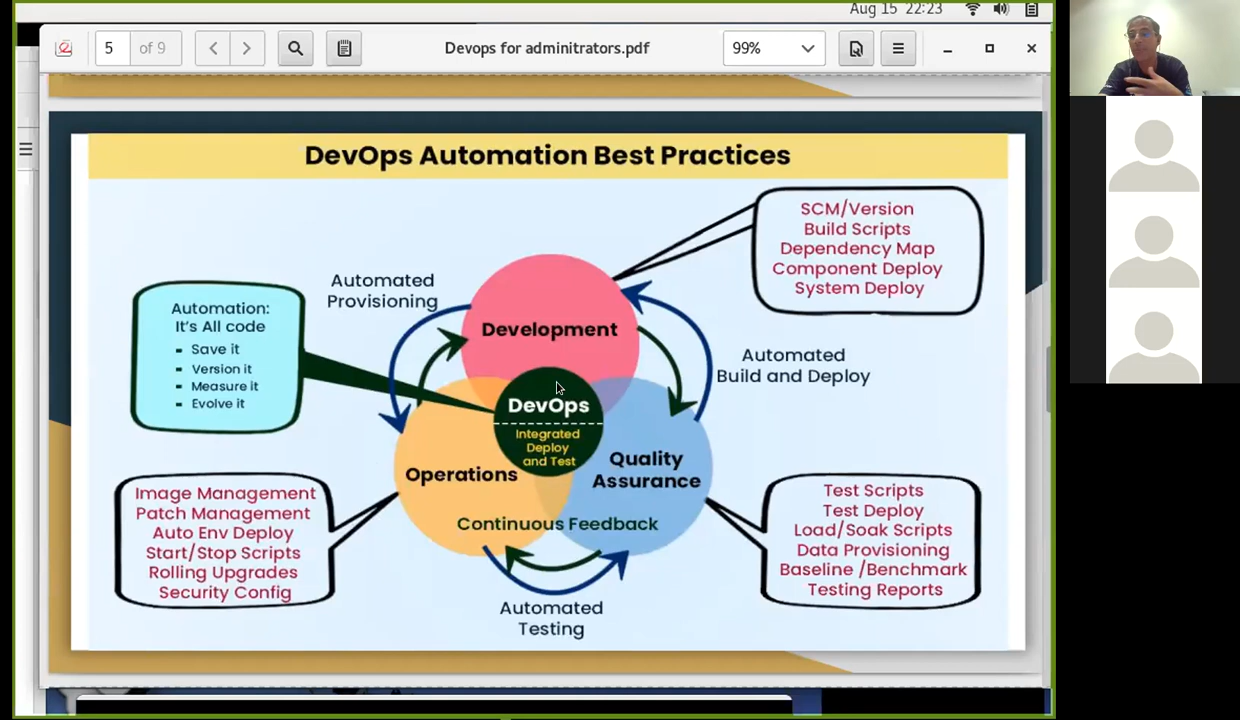 Aug 15 22:23
5 of 9
Devops for adminitrators.pdf
99%
DevOps Automation Best Practices
SCM/Version
Build Scripts
Dependency Map
Component Deploy
System Deploy
Automated
Provisioning
Automation:
It's All code
Save it
Version it
Measure it
Evolve it
Development
Automated
Build and Deploy
DevOps
Integrated
Deploy
and Test
Operations
Quality
Assurance
Continuous Feedback
Image Management
Patch Management
Auto Env Deploy
Start/Stop Scripts
Rolling Upgrades
Security Config
Test Scripts
Test Deploy
Load/Soak Scripts
Data Provisioning
Baseline /Benchmark
Testing Reports
Automated
Testing